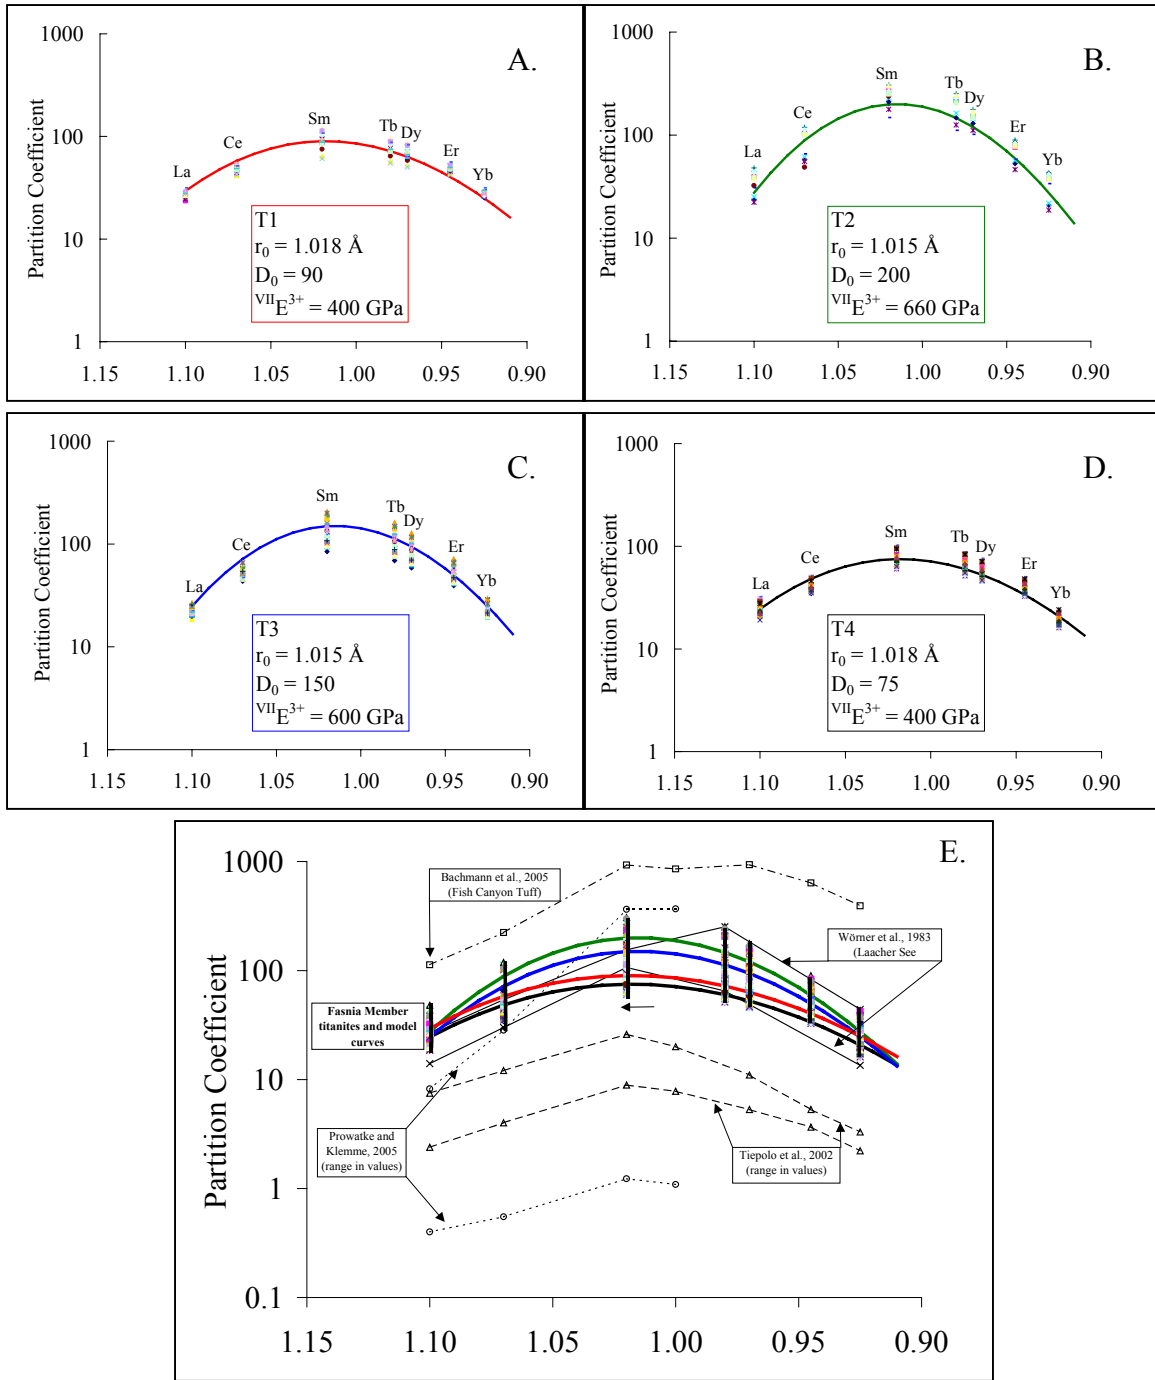 A.
1000
100
10
1
Partition Coefficient
La
Ce
Sm
Tb
Dy
Er
Yb
T1
r0 = 1.018 Å
D0 = 90
VIIE3+ = 400 GPa
1.15 1.10 1.05 1.00 0.95 0.90
B.
1000
100
10
1
Partition Coefficient
La
Ce
Sm
Tb
Dy
Er
Yb
T2
r0 = 1.015 Å
D0 = 200
VIIE3+ = 660 GPa
1.15 1.10 1.05 1.00 0.95 0.90
C.
1000
100
10
1
Partition Coefficient
La
Ce
Sm
Tb
Dy
Er
Yb
T3
r0 = 1.015 Å
D0 = 150
VIIE3+ = 600 GPa
1.15 1.10 1.05 1.00 0.95 0.90
D.
1000
100
10
1
Partition Coefficient
La
Ce
Sm
Tb
Dy
Er
Yb
T4
r0 = 1.018 Å
D0 = 75
VIIE3+ = 400 GPa
1.15 1.10 1.05 1.00 0.95 0.90
E.
1000
100
10
1
0.1
Partition Coefficient
Bachmann et al., 2005
(Fish Canyon Tuff)
Wörner et al., 1983
(Laacher See
Fasnia Member
titanites and model
curves
Prowatke and
Klemme, 2005
(range in values)
Tiepolo et al., 2002
(range in values)
1.15 1.10 1.05 1.00 0.95 0.90